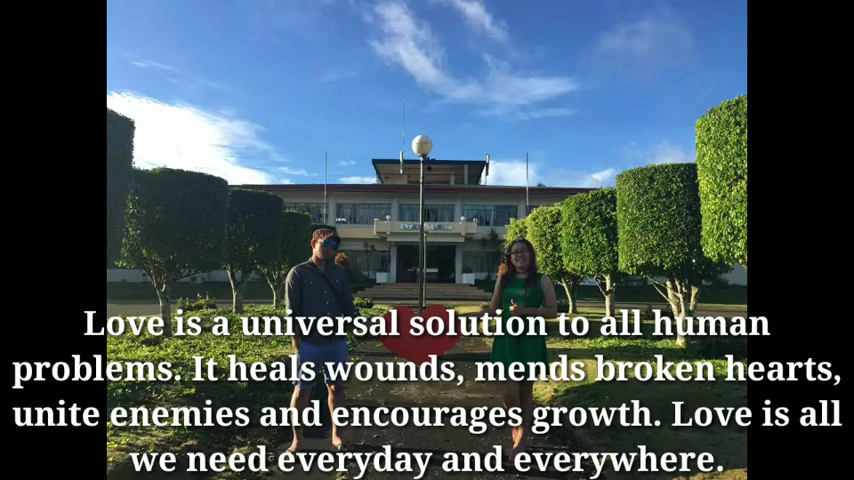 Love is a universal solution to all human
problems. It heals wounds, mends broken hearts,
unite enemies and encourages growth. Love is all
we need everyday and everywhere.